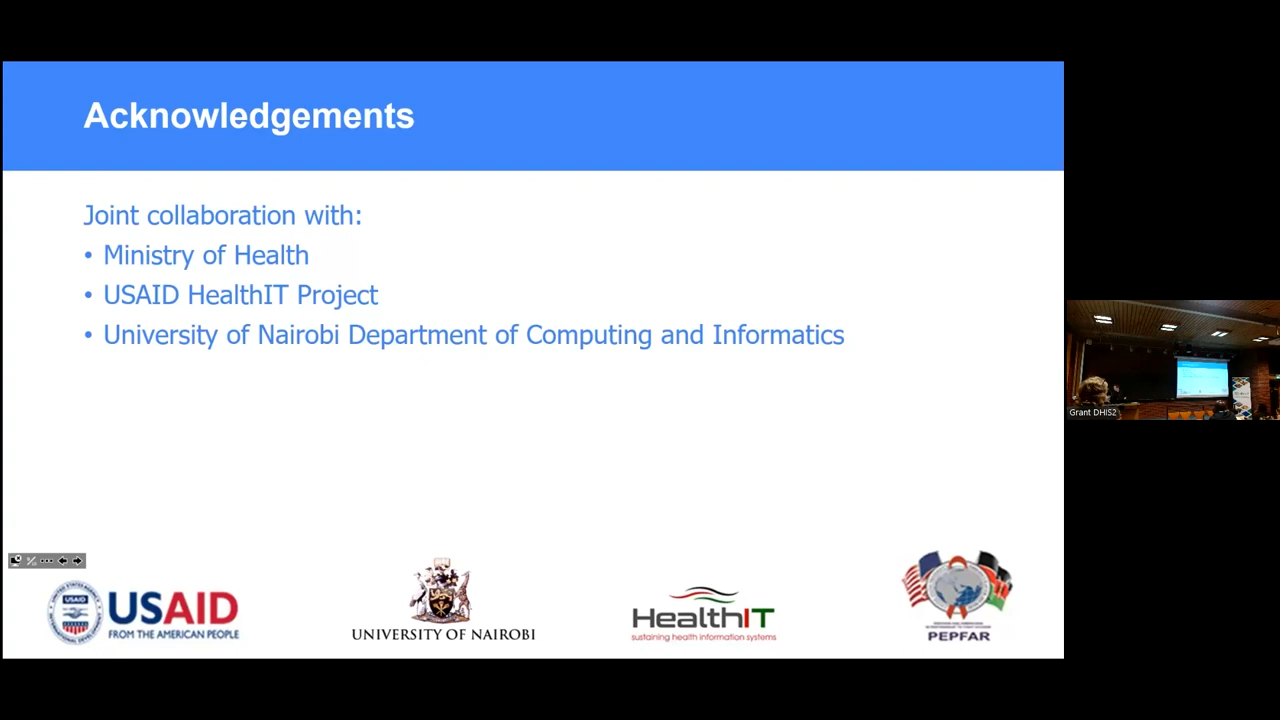 Acknowledgements
Joint collaboration with:
• Ministry of Health
• USAID HealthIT Project
• University of Nairobi Department of Computing and Informatics
USAID
FROM THE AMERICAN PEOPLE
UNIVERSITY OF NAIROBI
HealthIT
sustaining health information systems
PEPFAR
Grant DHIS2